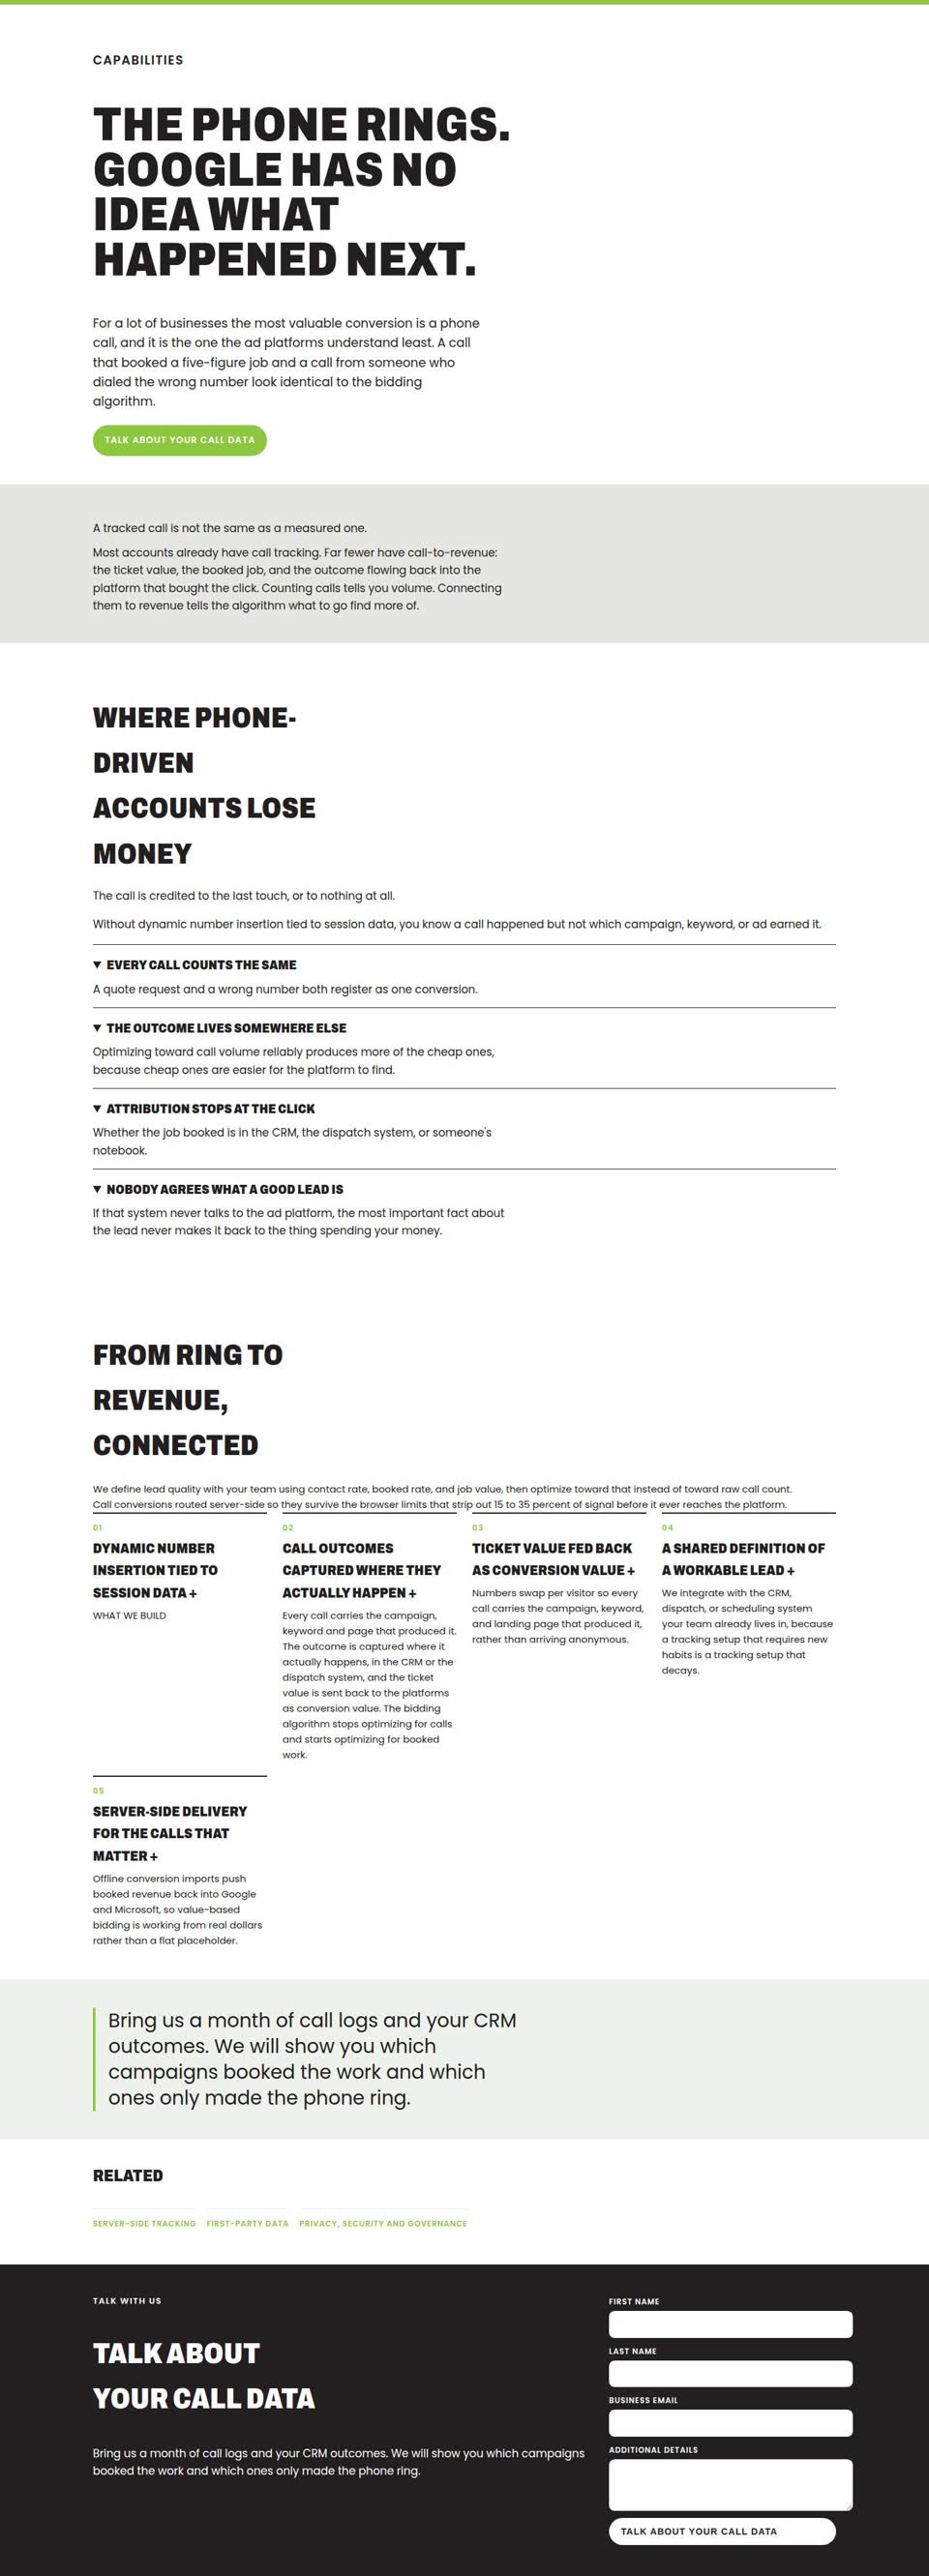 CAPABILITIES
THE PHONE RINGS.
GOOGLE HAS NO
IDEA WHAT
HAPPENED NEXT.
For a lot of businesses the most valuable conversion is a phone
call, and it is the one the ad platforms understand least. A call
that booked a five-figure job and a call from someone who
dialed the wrong number look identical to the bidding
algorithm.
TALK ABOUT YOUR CALL DATA
A tracked call is not the same as a measured one.
Most accounts already have call tracking. Far fewer have call-to-revenue:
the ticket value, the booked job, and the outcome flowing back into the
platform that bought the click. Counting calls tells you volume. Connecting
them to revenue tells the algorithm what to go find more of.
WHERE PHONE-
DRIVEN
ACCOUNTS LOSE
MONEY
The call is credited to the last touch, or to nothing at all.
Without dynamic number insertion tied to session data, you know a call happened but not which campaign, keyword, or ad earned it.
▼ EVERY CALL COUNTS THE SAME
A quote request and a wrong number both register as one conversion.
▼ THE OUTCOME LIVES SOMEWHERE ELSE
Optimizing toward call volume reliably produces more of the cheap ones,
because cheap ones are easier for the platform to find.
▼ ATTRIBUTION STOPS AT THE CLICK
Whether the job booked is in the CRM, the dispatch system, or someone's
notebook.
▼ NOBODY AGREES WHAT A GOOD LEAD IS
If that system never talks to the ad platform, the most important fact about
the lead never makes it back to the thing spending your money.
FROM RING TO
REVENUE,
CONNECTED
We define lead quality with your team using contact rate, booked rate, and job value, then optimize toward that instead of toward raw call count.
Call conversions routed server-side so they survive the browser limits that strip out 15 to 35 percent of signal before it ever reaches the platform.
01
DYNAMIC NUMBER
INSERTION TIED TO
SESSION DATA +
WHAT WE BUILD
02
CALL OUTCOMES
CAPTURED WHERE THEY
ACTUALLY HAPPEN +
Every call carries the campaign,
keyword and page that produced it.
The outcome is captured where it
actually happens, in the CRM or the
dispatch system, and the ticket
value is sent back to the platforms
as conversion value. The bidding
algorithm stops optimizing for calls
and starts optimizing for booked
work.
03
TICKET VALUE FED BACK
AS CONVERSION VALUE +
Numbers swap per visitor so every
call carries the campaign, keyword,
and landing page that produced it,
rather than arriving anonymous.
04
A SHARED DEFINITION OF
A WORKABLE LEAD +
We integrate with the CRM,
dispatch, or scheduling system
your team already lives in, because
a tracking setup that requires new
habits is a tracking setup that
decays.
05
SERVER-SIDE DELIVERY
FOR THE CALLS THAT
MATTER +
Offline conversion imports push
booked revenue back into Google
and Microsoft, so value-based
bidding is working from real dollars
rather than a flat placeholder.
Bring us a month of call logs and your CRM
outcomes. We will show you which
campaigns booked the work and which
ones only made the phone ring.
RELATED
SERVER-SIDE TRACKING FIRST-PARTY DATA PRIVACY, SECURITY AND GOVERNANCE
TALK WITH US
TALK ABOUT
YOUR CALL DATA
Bring us a month of call logs and your CRM outcomes. We will show you which campaigns
booked the work and which ones only made the phone ring.
FIRST NAME
LAST NAME
BUSINESS EMAIL
ADDITIONAL DETAILS
TALK ABOUT YOUR CALL DATA